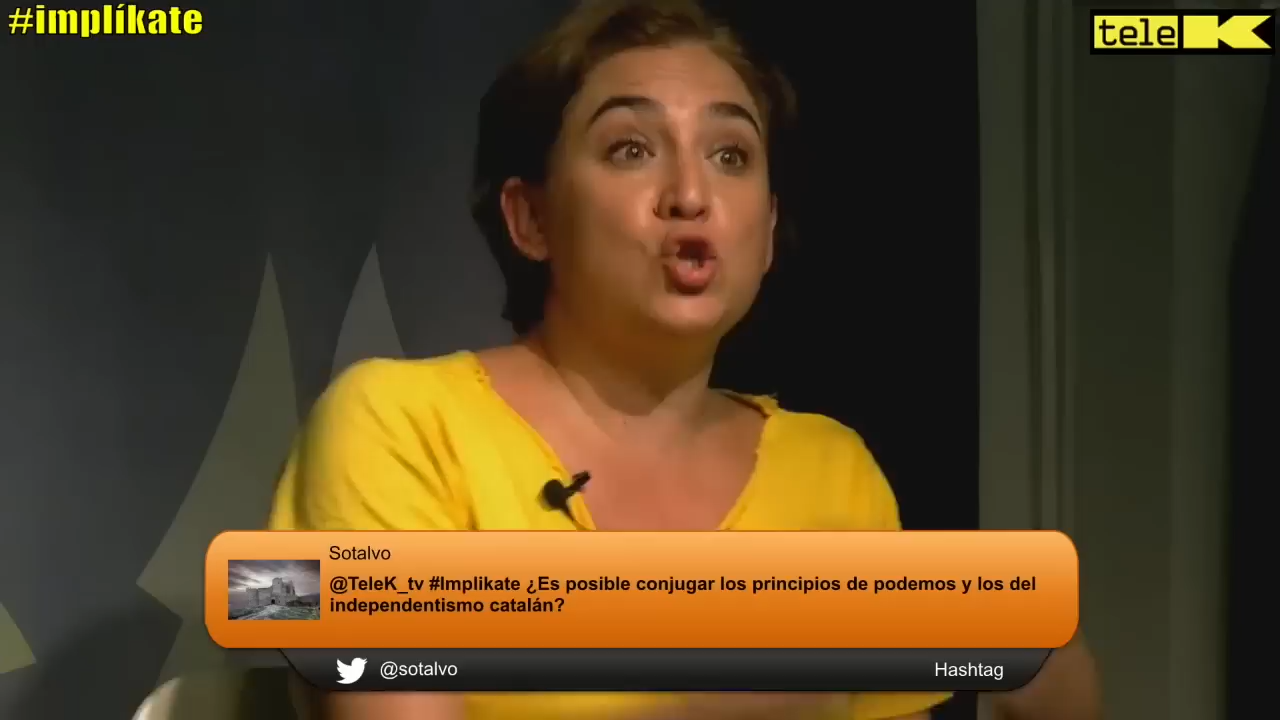 #implíkate
tele K
Sotalvo
@TeleK_tv #Implikate ¿Es posible conjugar los principios de podemos y los del
independentismo catalán?
@sotalvo
Hashtag